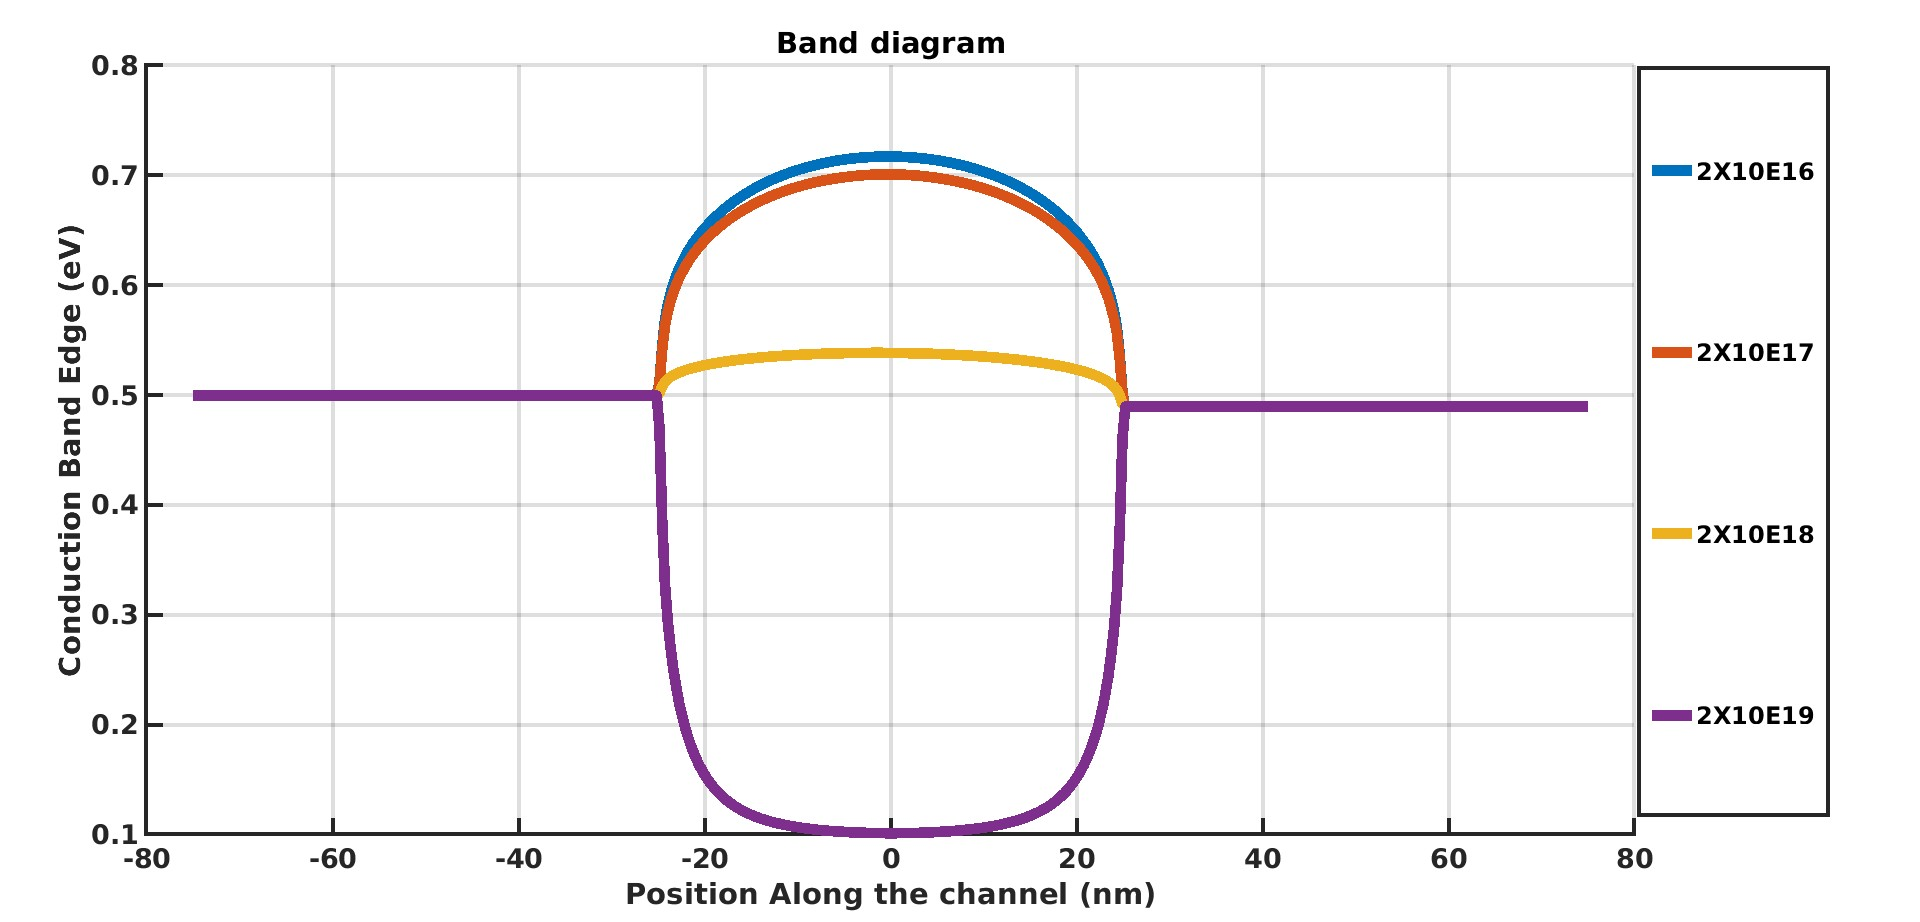 Band diagram
Conduction Band Edge (eV)
0.8
0.7
0.6
0.5
0.4
0.3
0.2
0.1
-80 -60 -40 -20 0 20 40 60 80
Position Along the channel (nm)
2X10E16
2X10E17
2X10E18
2X10E19